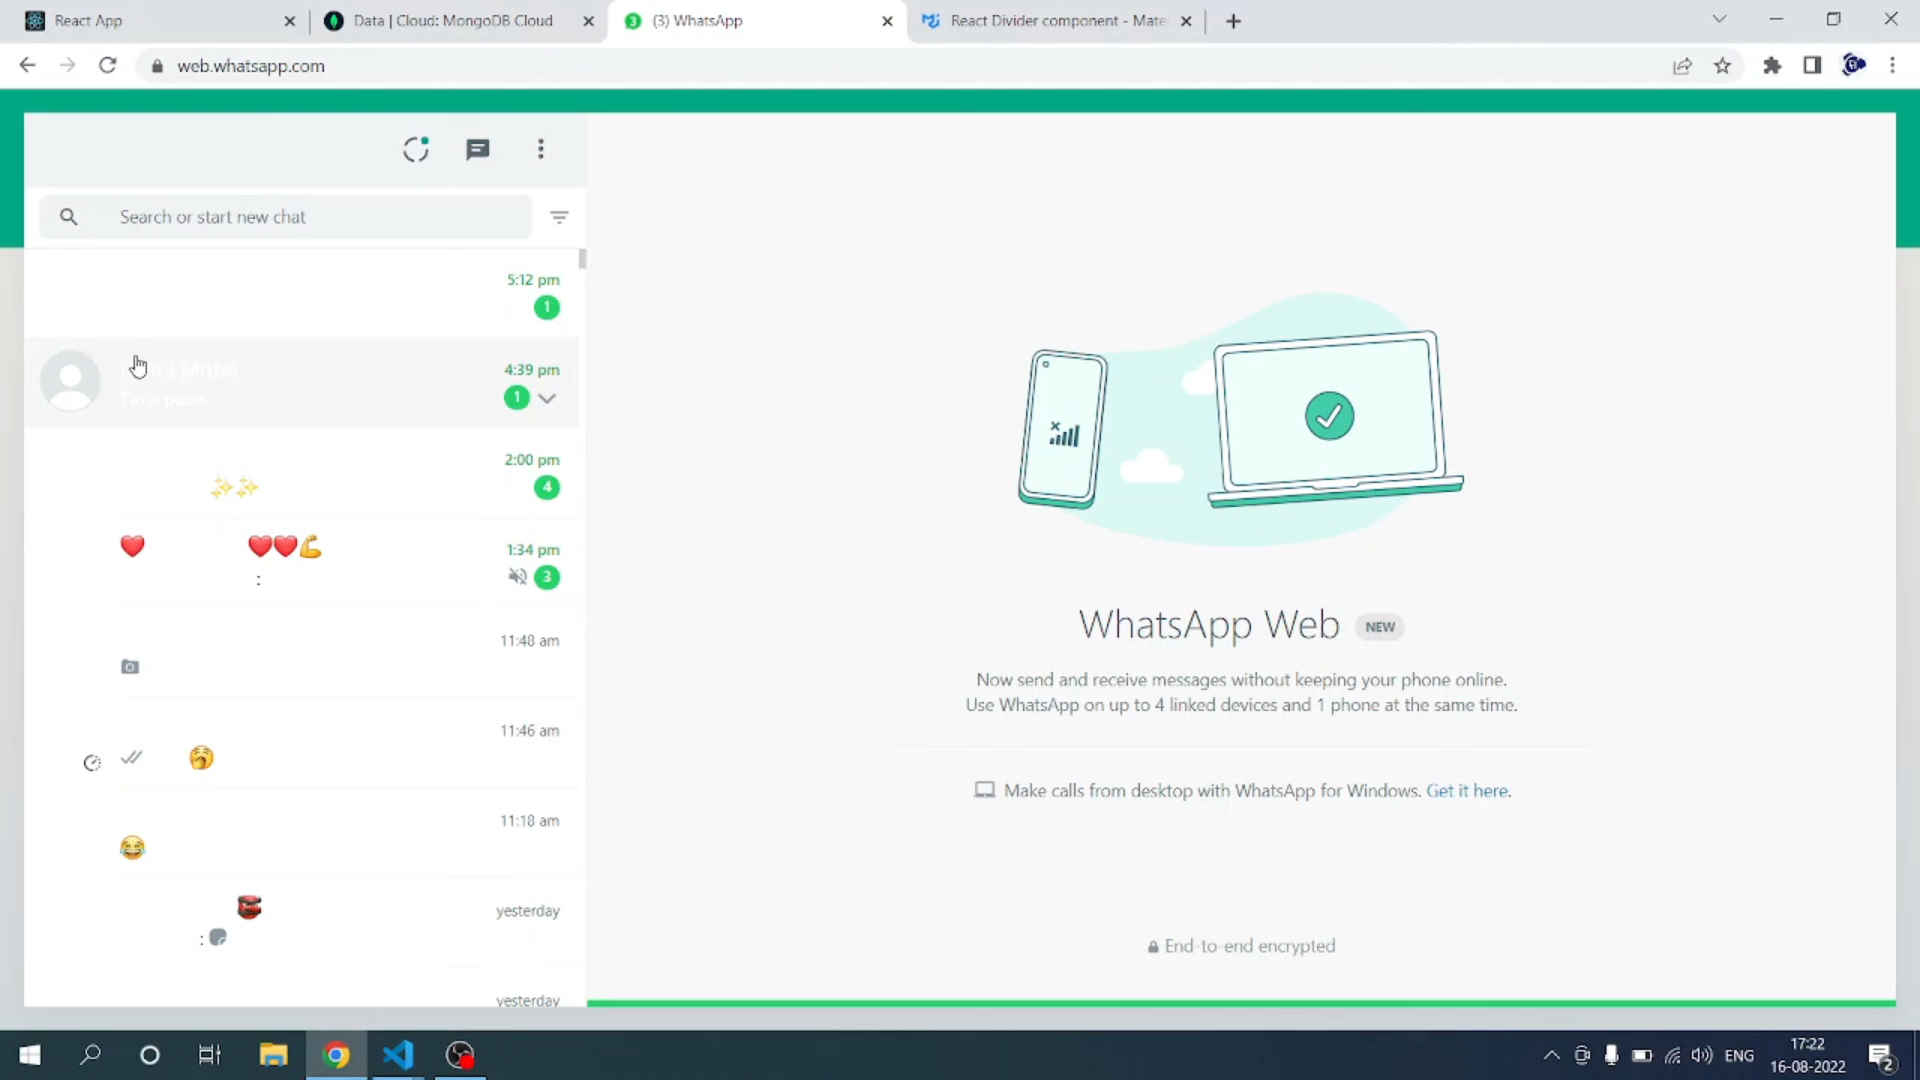 React App
Data | Cloud: MongoDB Cloud
(3) WhatsApp
React Divider component - Mate
web.whatsapp.com
Search or start new chat
5:12 pm
1
Mittal
4:39 pm
Time pass
1
2:00 pm
4
1:34 pm
:
3
11:48 am
11:46 am
11:18 am
yesterday
:
yesterday
WhatsApp Web NEW
Now send and receive messages without keeping your phone online.
Use WhatsApp on up to 4 linked devices and 1 phone at the same time.
Make calls from desktop with WhatsApp for Windows. Get it here.
End-to-end encrypted
ENG
17:22
16-08-2022
2